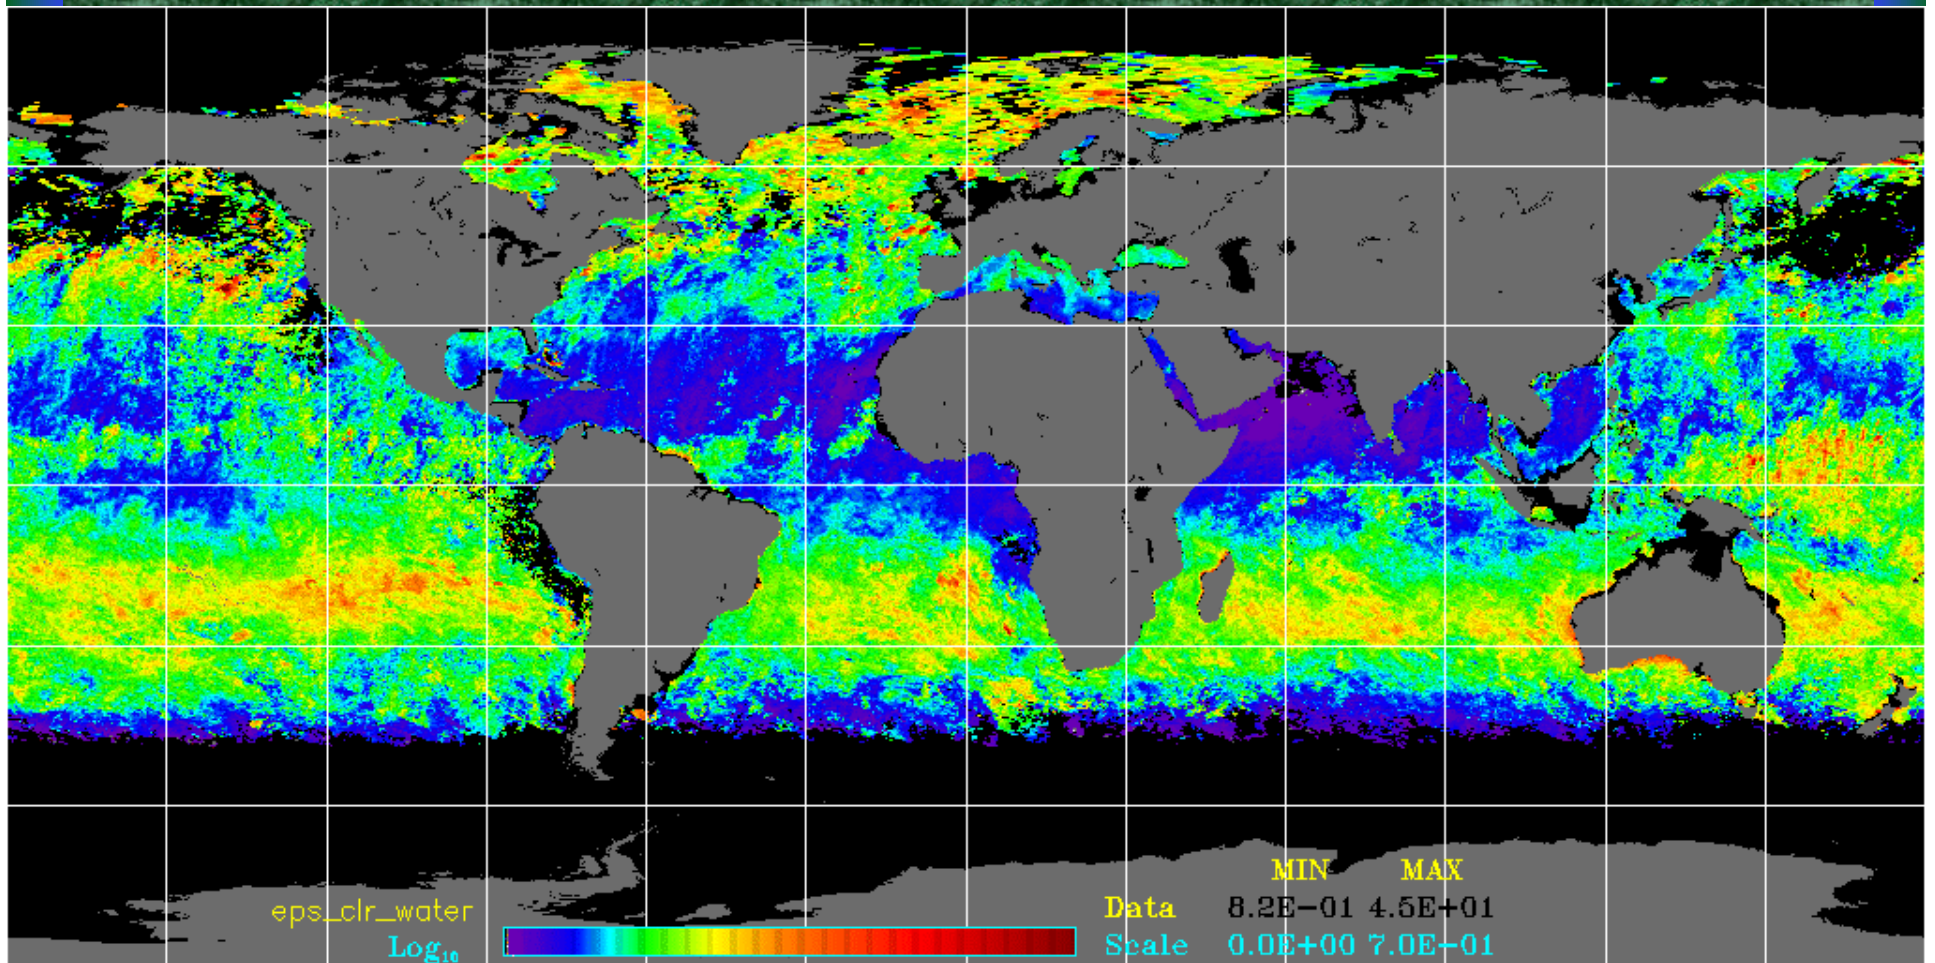 MIN MAX
eps_clr_water
Data 8.2E-01 4.5E+01
Log₁₀
Scale 0.0E+00 7.0E-01